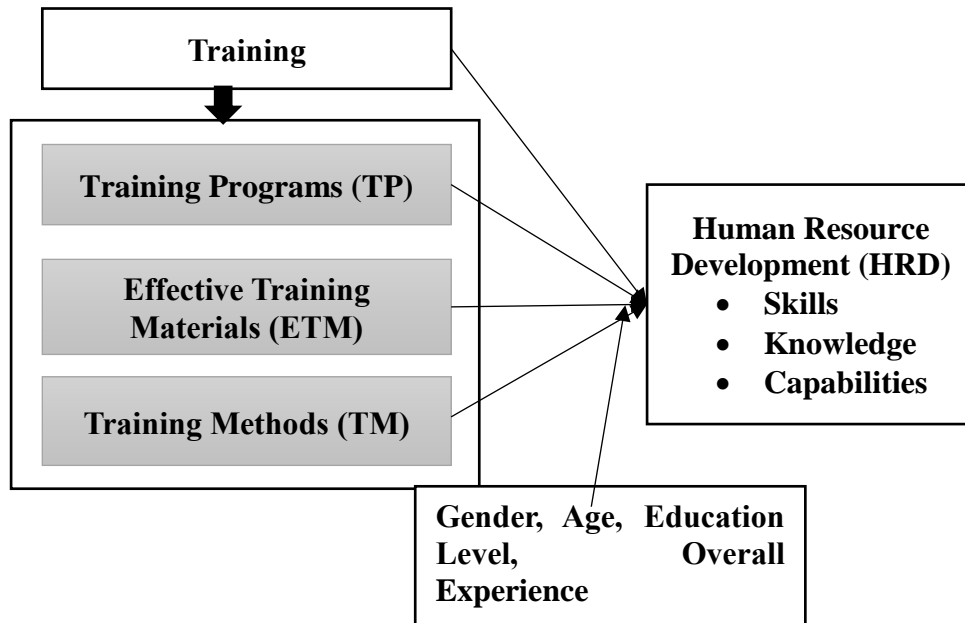 Training
Training Programs (TP)
Effective Training
Materials (ETM)
Training Methods (TM)
Human Resource
Development (HRD)
• Skills
• Knowledge
• Capabilities
Gender, Age, Education
Level, Overall
Experience